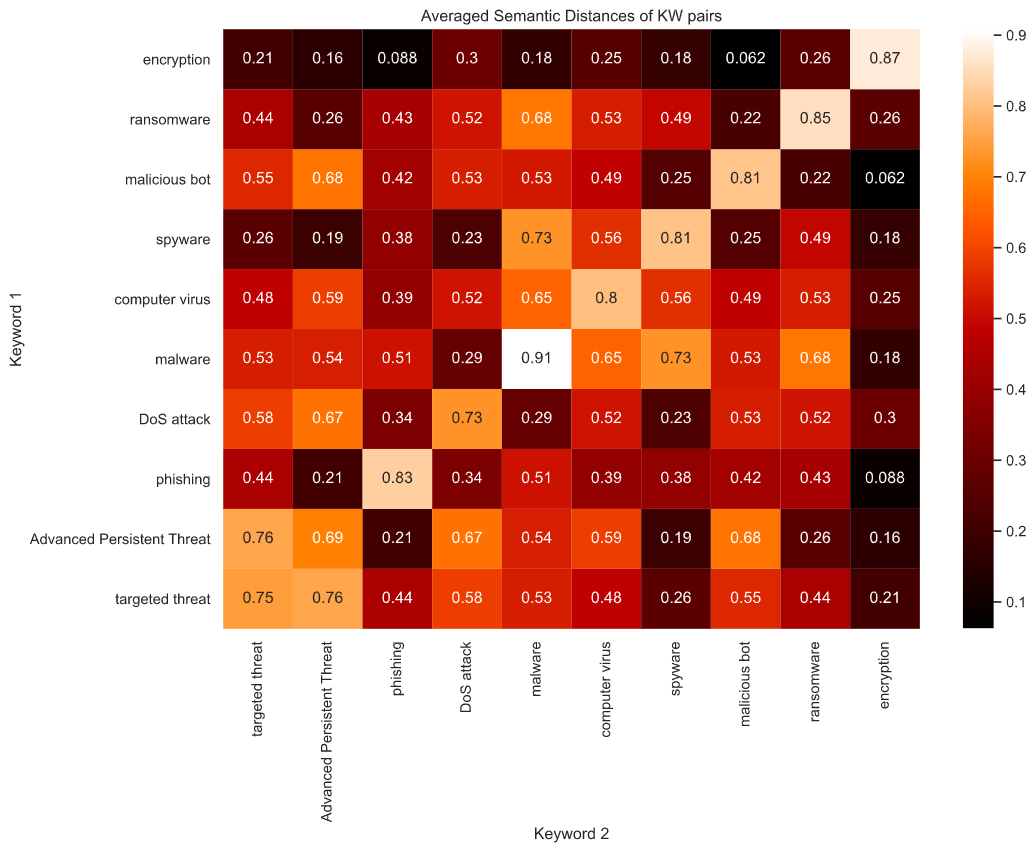 Averaged Semantic Distances of KW pairs
encryption 0.21 0.16 0.088 0.3 0.18 0.25 0.18 0.062 0.26 0.87
ransomware 0.44 0.26 0.43 0.52 0.68 0.53 0.49 0.22 0.85 0.26
malicious bot 0.55 0.68 0.42 0.53 0.53 0.49 0.25 0.81 0.22 0.062
spyware 0.26 0.19 0.38 0.23 0.73 0.56 0.81 0.25 0.49 0.18
computer virus 0.48 0.59 0.39 0.52 0.65 0.8 0.56 0.49 0.53 0.25
malware 0.53 0.54 0.51 0.29 0.91 0.65 0.73 0.53 0.68 0.18
DoS attack 0.58 0.67 0.34 0.73 0.29 0.52 0.23 0.53 0.52 0.3
phishing 0.44 0.21 0.83 0.34 0.51 0.39 0.38 0.42 0.43 0.088
Advanced Persistent Threat 0.76 0.69 0.21 0.67 0.54 0.59 0.19 0.68 0.26 0.16
targeted threat 0.75 0.76 0.44 0.58 0.53 0.48 0.26 0.55 0.44 0.21
Keyword 1
targeted threat
Advanced Persistent Threat
phishing
DoS attack
malware
computer virus
spyware
malicious bot
ransomware
encryption
Keyword 2
0.9
0.8
0.7
0.6
0.5
0.4
0.3
0.2
0.1